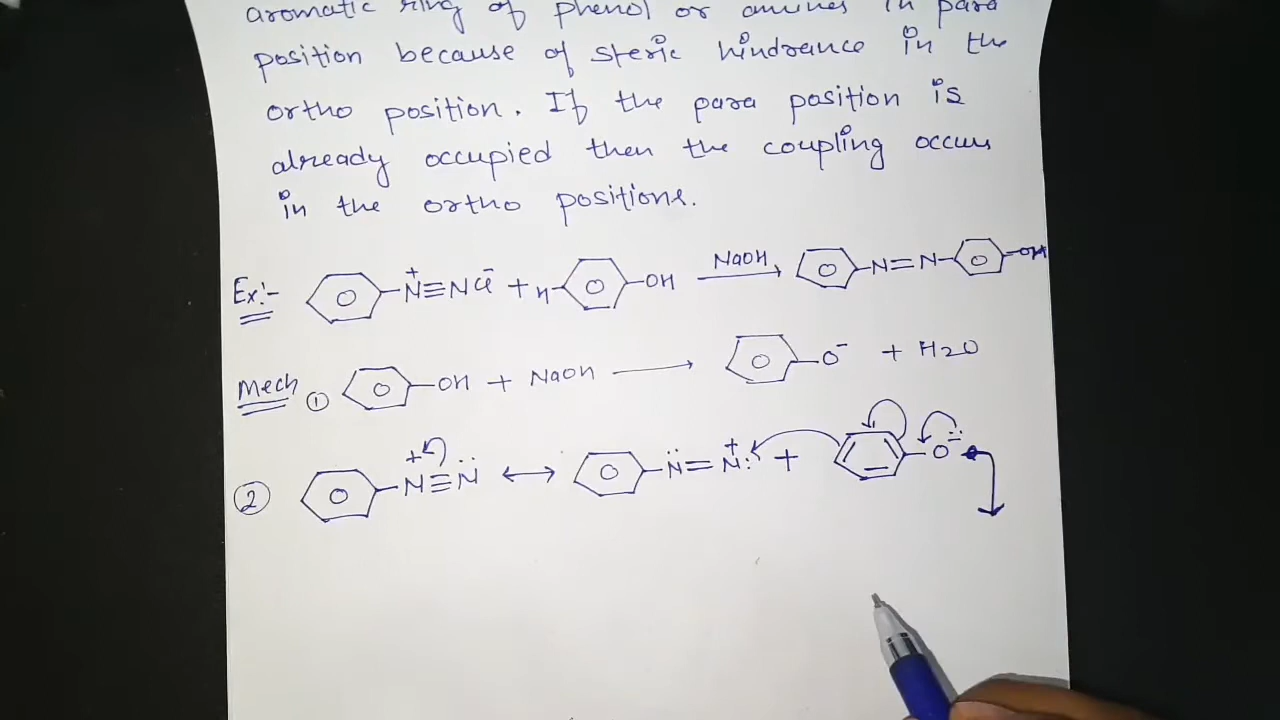 aromatic ring of phenol or amines in para
position because of steric hindrance in the
ortho position. If the para position is
already occupied then the coupling occurs
in the ortho positions.
Ex:- N⁺≡NCl⁻ + H-OH NaOH → N=N-OH
Mech ① OH + NaOH → O⁻ + H2O
② N⁺≡N̈ ↔ N̈=N⁺: + O⁻